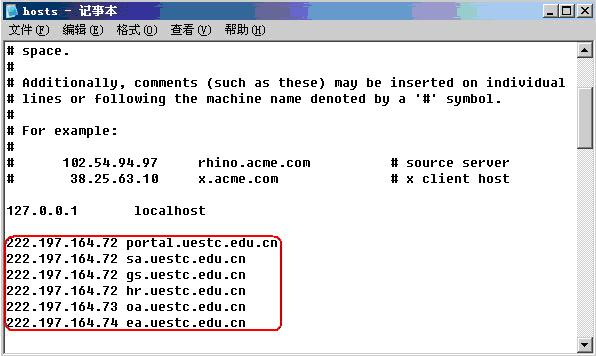 hosts - 记事本
文件(F) 编辑(E) 格式(O) 查看(V) 帮助(H)
# space.
#
# Additionally, comments (such as these) may be inserted on individual
# lines or following the machine name denoted by a '#' symbol.
#
# For example:
#
#      102.54.94.97     rhino.acme.com          # source server
#       38.25.63.10     x.acme.com              # x client host
127.0.0.1       localhost
222.197.164.72 portal.uestc.edu.cn
222.197.164.72 sa.uestc.edu.cn
222.197.164.72 gs.uestc.edu.cn
222.197.164.72 hr.uestc.edu.cn
222.197.164.73 oa.uestc.edu.cn
222.197.164.74 ea.uestc.edu.cn